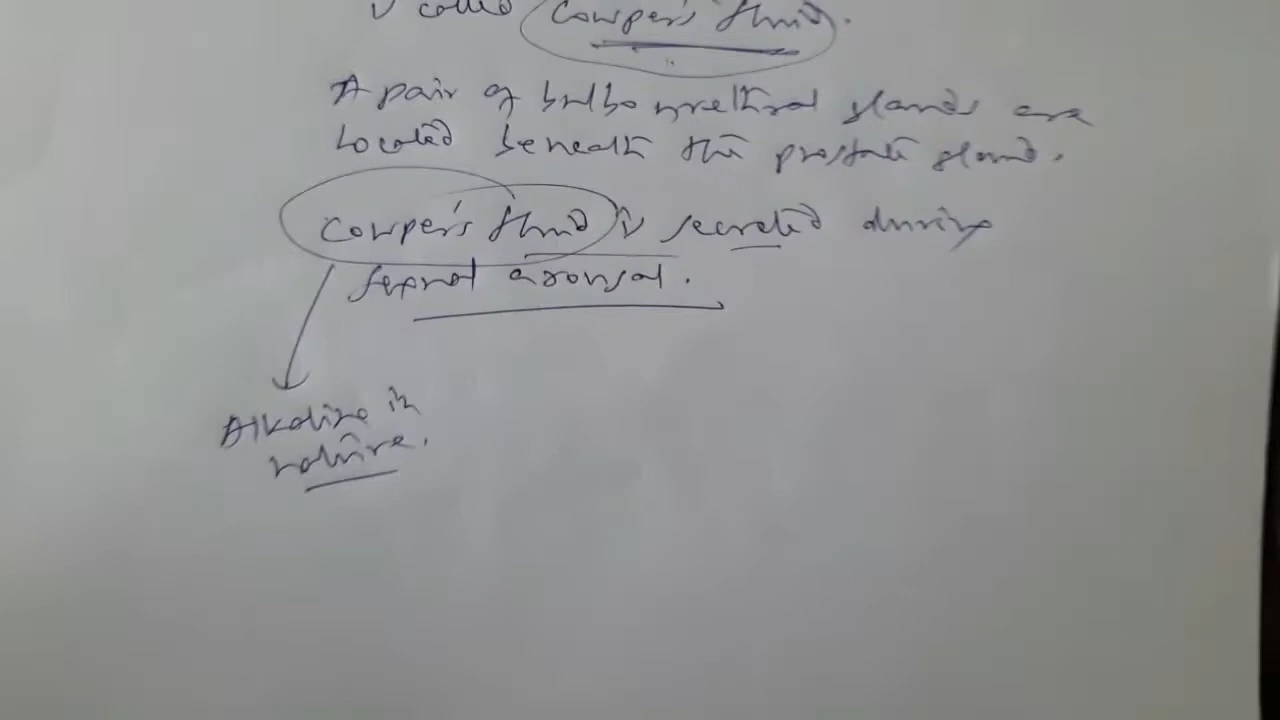 is called Cowper's fluid.
A pair of bulbourethral glands are
located beneath the prostate gland.
Cowper's fluid is secreted during
sexual arousal.
Alkaline in
nature.